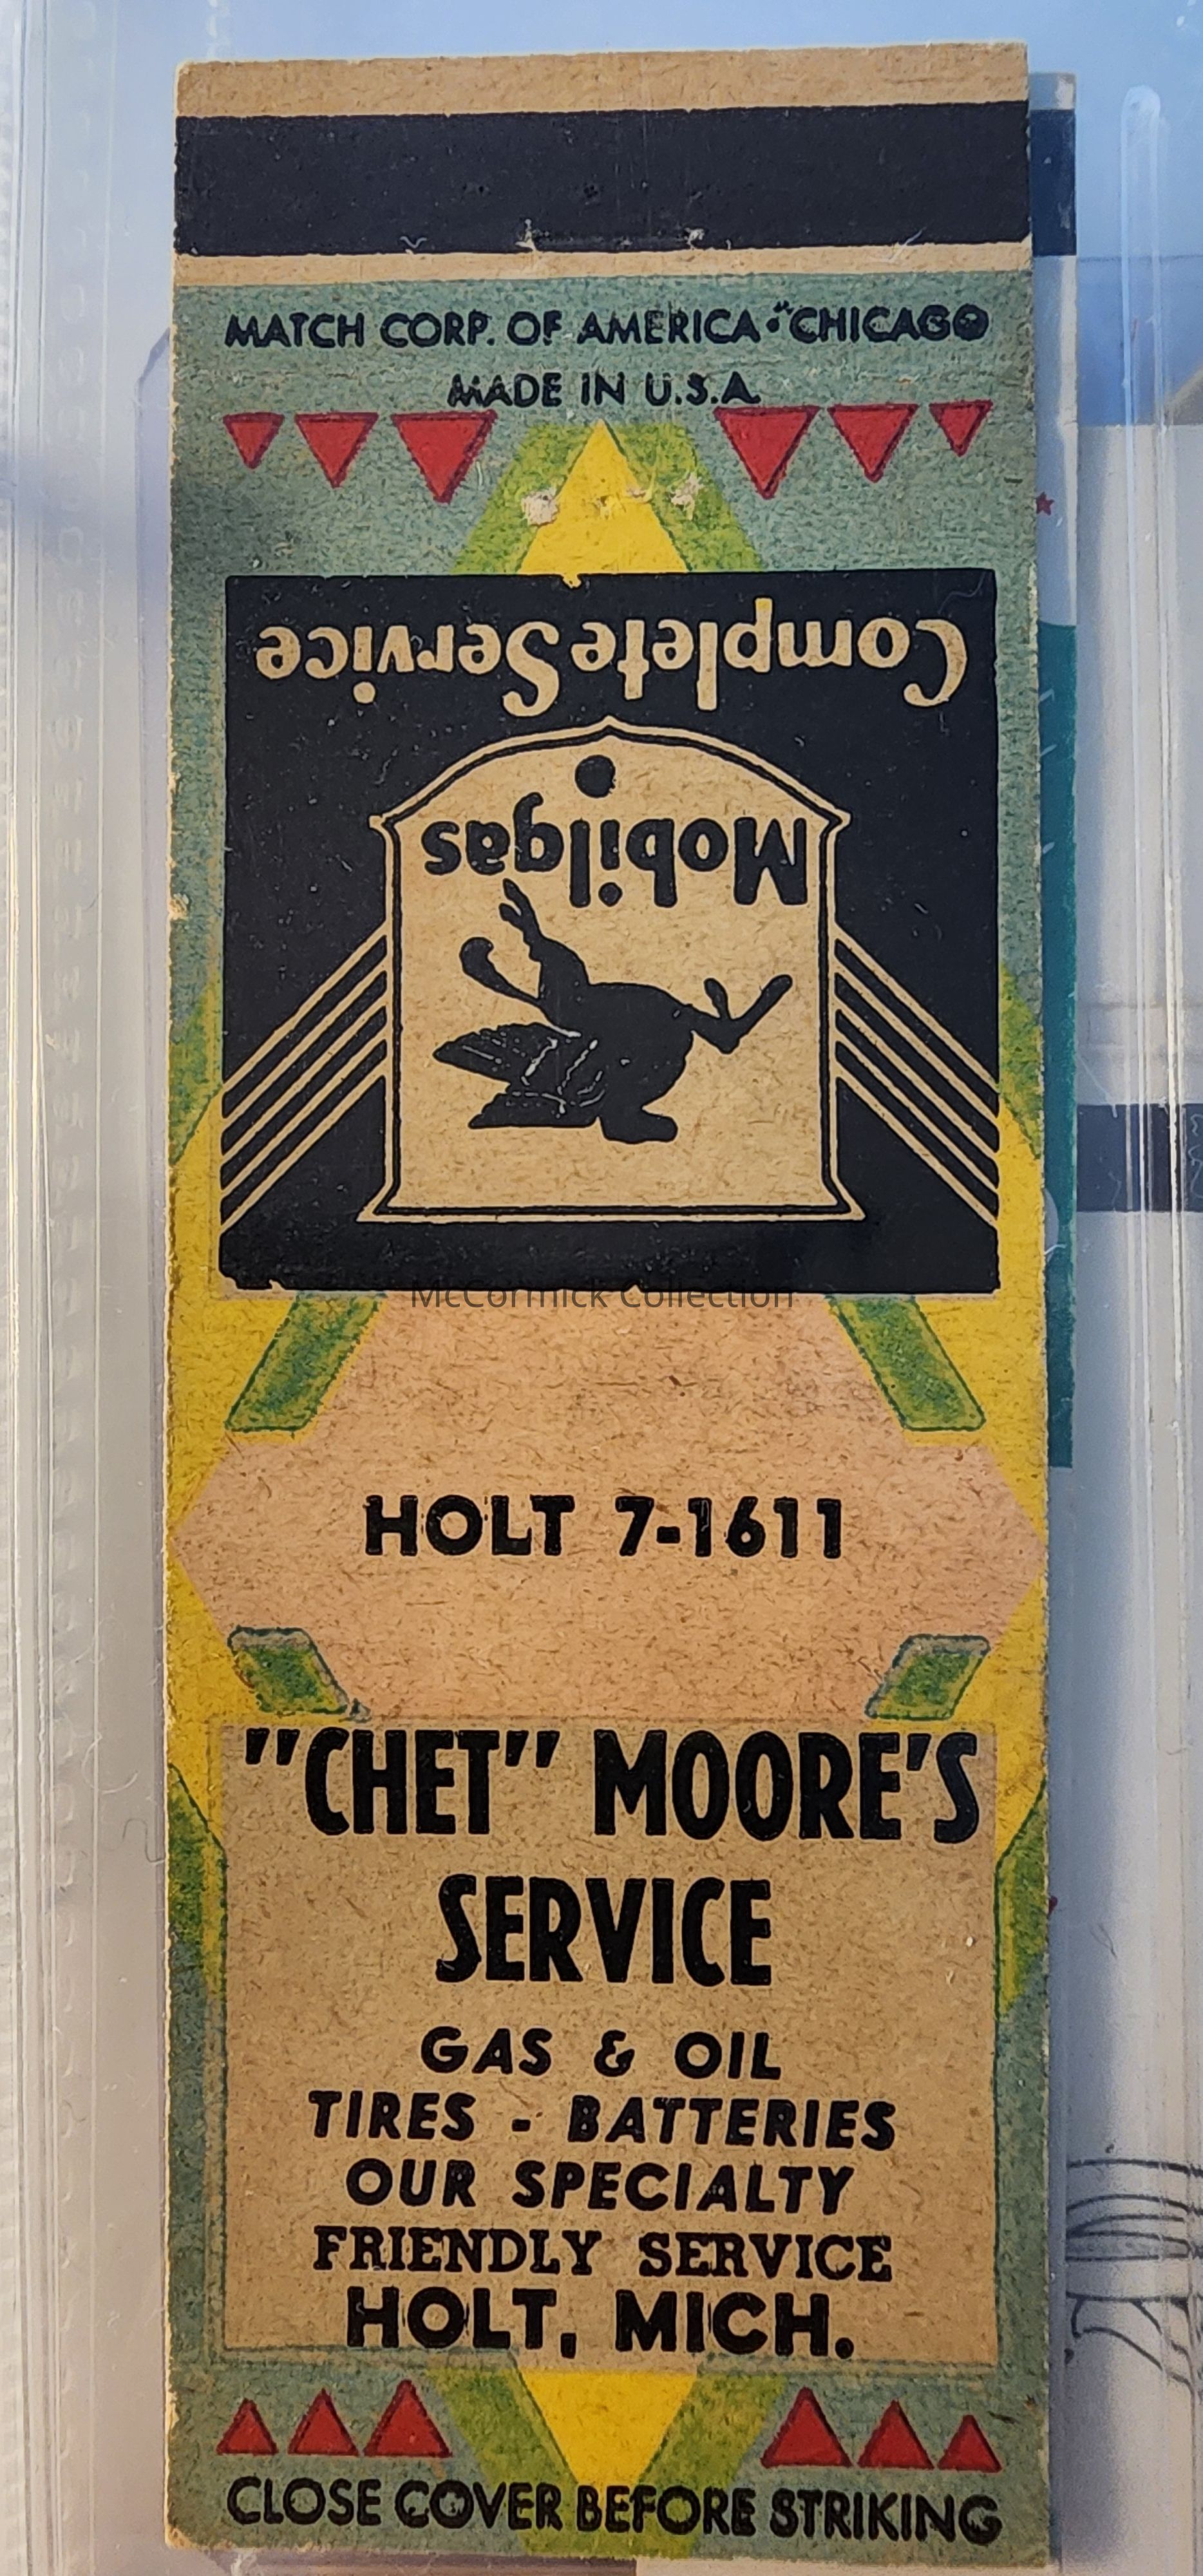 MATCH CORP. OF AMERICA • CHICAGO
MADE IN U.S.A.
Complete Service
Mobilgas
McCormick Collection
HOLT 7-1611
"CHET" MOORE'S
SERVICE
GAS & OIL
TIRES - BATTERIES
OUR SPECIALTY
FRIENDLY SERVICE
HOLT, MICH.
CLOSE COVER BEFORE STRIKING